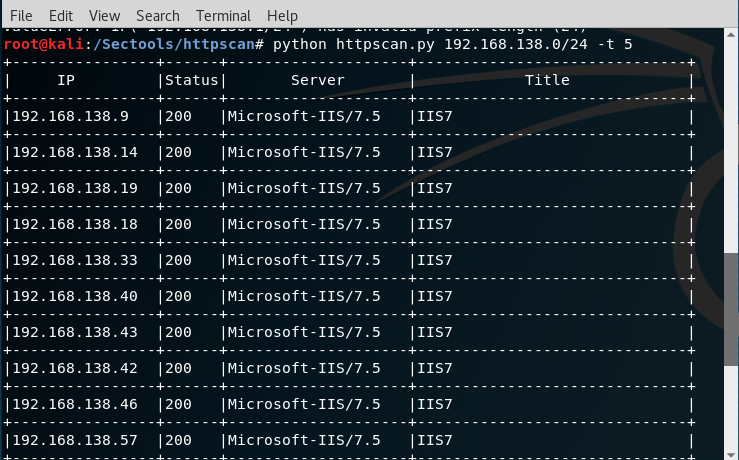 File Edit View Search Terminal Help
root@kali:/Sectools/httpscan# python httpscan.py 192.168.138.0/24 -t 5
+----------------+------+--------------------+------------------------------+
| IP |Status| Server | Title |
+----------------+------+--------------------+------------------------------+
|192.168.138.9 |200 |Microsoft-IIS/7.5 |IIS7 |
+----------------+------+--------------------+------------------------------+
|192.168.138.14 |200 |Microsoft-IIS/7.5 |IIS7 |
+----------------+------+--------------------+------------------------------+
|192.168.138.19 |200 |Microsoft-IIS/7.5 |IIS7 |
+----------------+------+--------------------+------------------------------+
|192.168.138.18 |200 |Microsoft-IIS/7.5 |IIS7 |
+----------------+------+--------------------+------------------------------+
|192.168.138.33 |200 |Microsoft-IIS/7.5 |IIS7 |
+----------------+------+--------------------+------------------------------+
|192.168.138.40 |200 |Microsoft-IIS/7.5 |IIS7 |
+----------------+------+--------------------+------------------------------+
|192.168.138.43 |200 |Microsoft-IIS/7.5 |IIS7 |
+----------------+------+--------------------+------------------------------+
|192.168.138.42 |200 |Microsoft-IIS/7.5 |IIS7 |
+----------------+------+--------------------+------------------------------+
|192.168.138.46 |200 |Microsoft-IIS/7.5 |IIS7 |
+----------------+------+--------------------+------------------------------+
|192.168.138.57 |200 |Microsoft-IIS/7.5 |IIS7 |